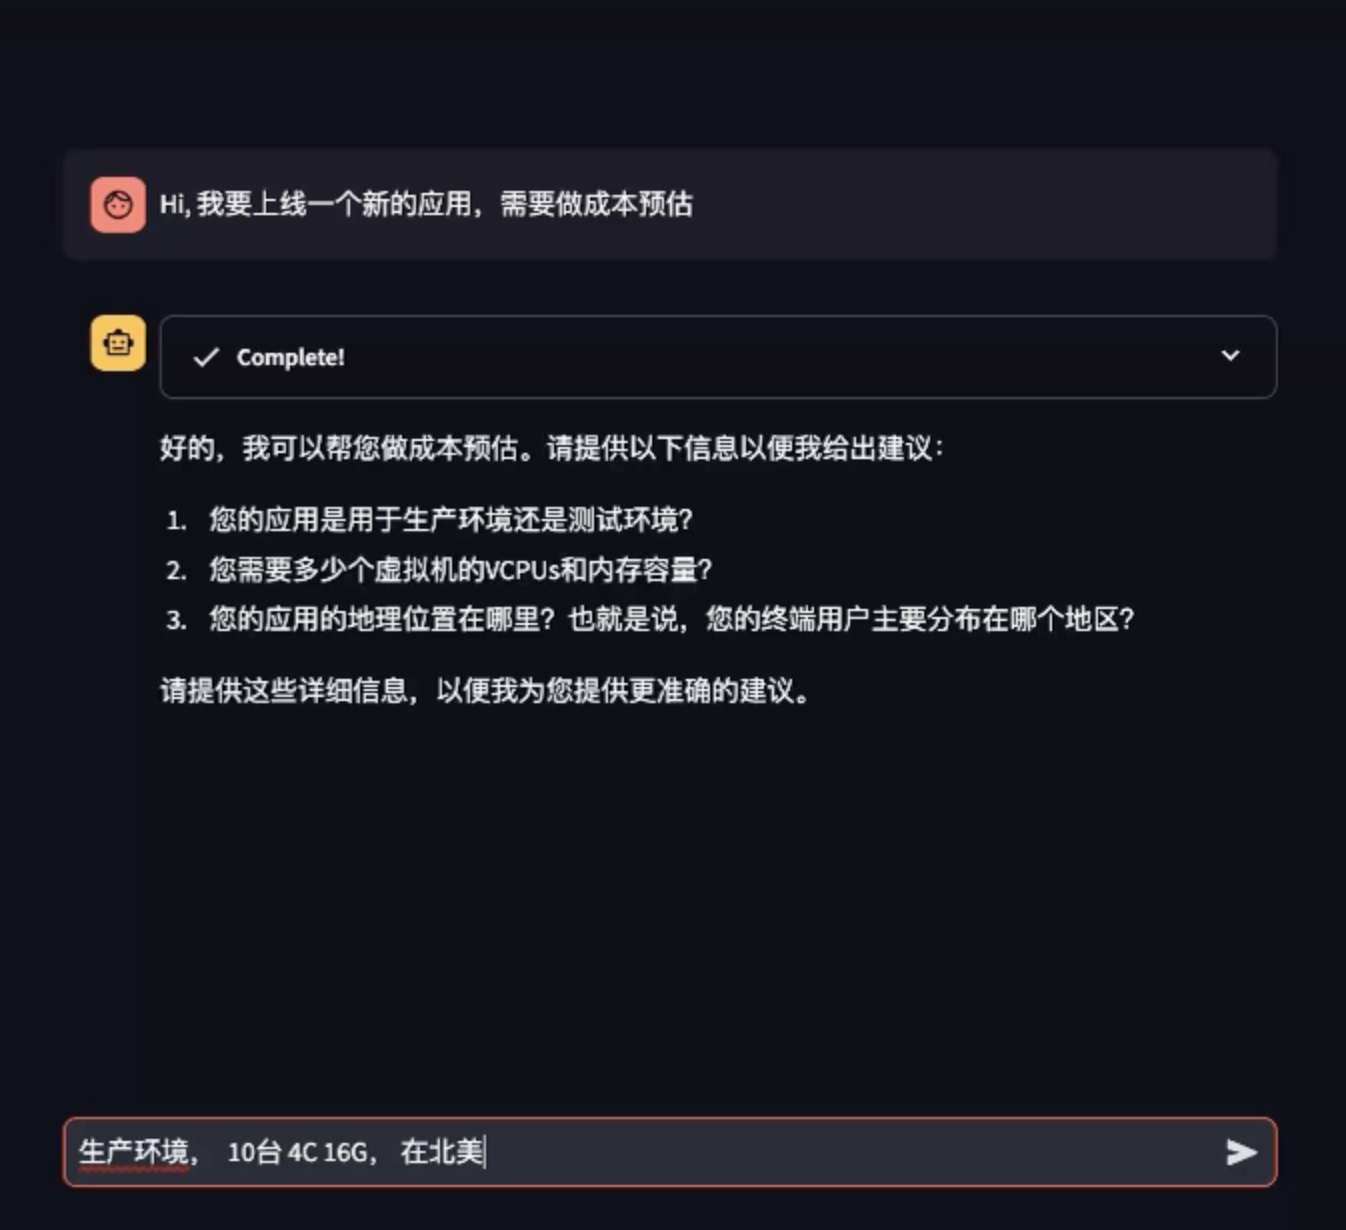 Hi, 我要上线一个新的应用，需要做成本预估
Complete!
好的，我可以帮您做成本预估。请提供以下信息以便我给出建议：
1. 您的应用是用于生产环境还是测试环境？
2. 您需要多少个虚拟机的VCPUs和内存容量？
3. 您的应用的地理位置在哪里？也就是说，您的终端用户主要分布在哪个地区？
请提供这些详细信息，以便我为您提供更准确的建议。
生产环境， 10台 4C 16G， 在北美